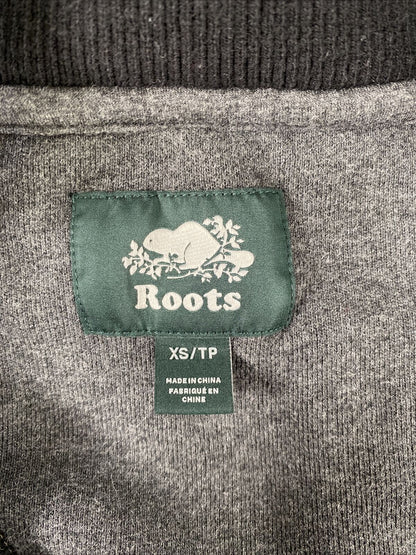 Roots
XS/TP
MADE IN CHINA
FABRIQUÉ EN
CHINE